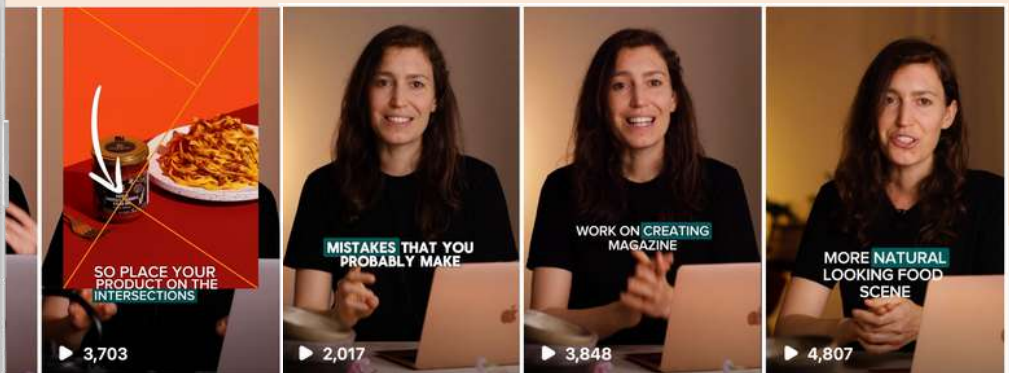 SO PLACE YOUR
PRODUCT ON THE
INTERSECTIONS
3,703
MISTAKES THAT YOU
PROBABLY MAKE
2,017
WORK ON CREATING
MAGAZINE
3,848
MORE NATURAL
LOOKING FOOD
SCENE
4,807